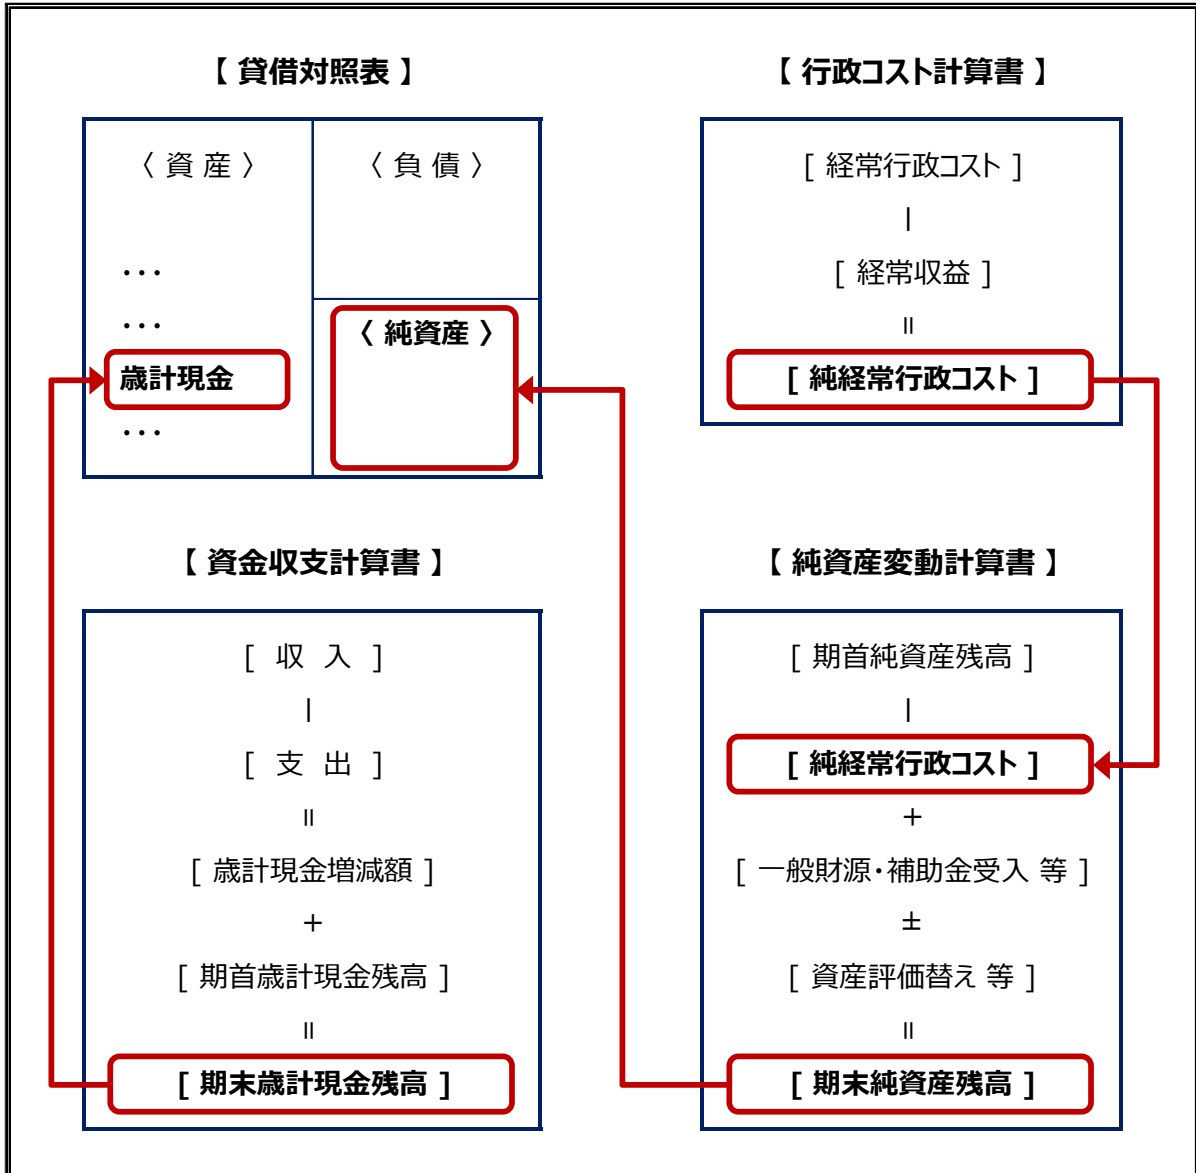 【 貸借対照表 】
〈 資 産 〉
〈 負 債 〉
・・・
・・・
歳計現金
・・・
〈 純資産 〉
【 行政コスト計算書 】
[ 経常行政コスト ]
－
[ 経常収益 ]
＝
[ 純経常行政コスト ]
【 資金収支計算書 】
[ 収 入 ]
－
[ 支 出 ]
＝
[ 歳計現金増減額 ]
＋
[ 期首歳計現金残高 ]
＝
[ 期末歳計現金残高 ]
【 純資産変動計算書 】
[ 期首純資産残高 ]
－
[ 純経常行政コスト ]
＋
[ 一般財源・補助金受入 等 ]
±
[ 資産評価替え 等 ]
＝
[ 期末純資産残高 ]